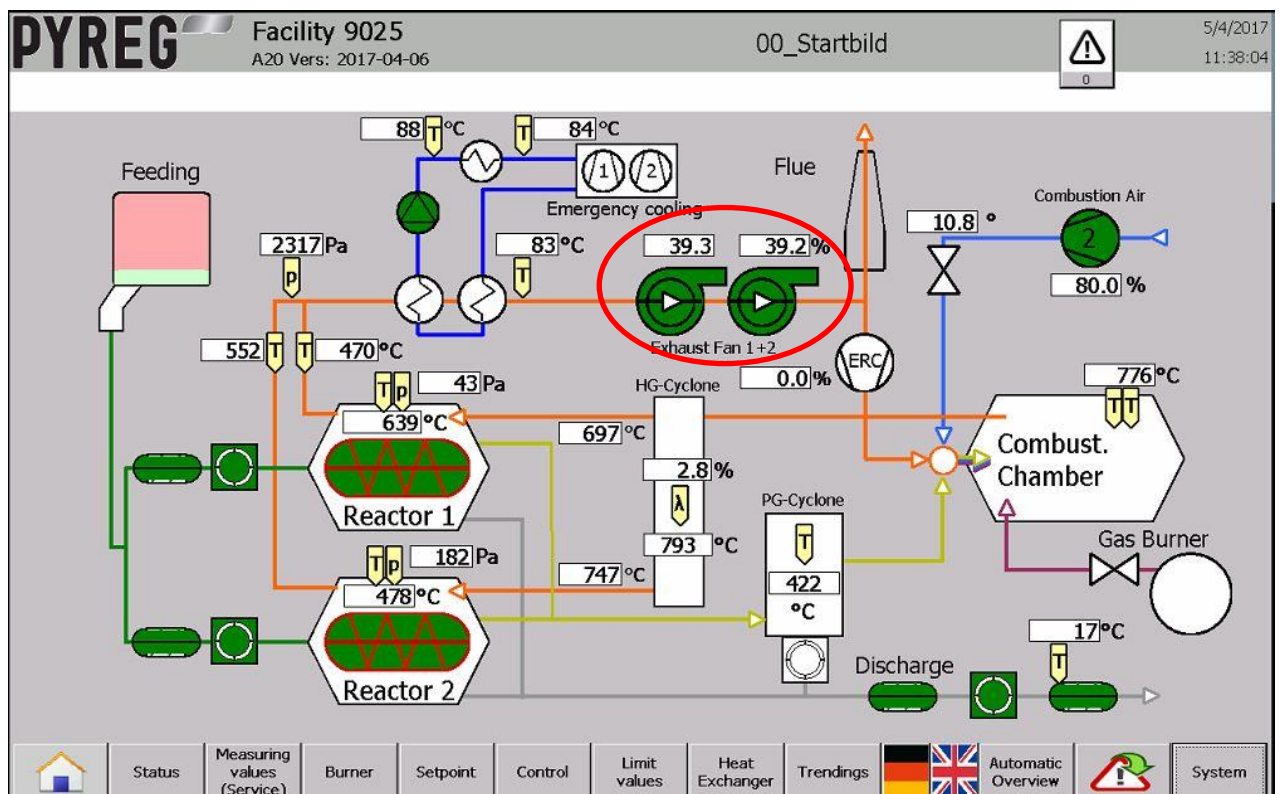 PYREG
Facility 9025
A20 Vers: 2017-04-06
00_Startbild
0
5/4/2017
11:38:04
88 T °C
T 84 °C
Feeding
1 2
Emergency cooling
Flue
Combustion Air
2
80.0 %
10.8 °
2317 Pa
p
83 °C
T
39.3
39.2 %
Exhaust Fan 1+2
552 T
T 470 °C
ERC
0.0 %
T p 43 Pa
639 °C
Reactor 1
HG-Cyclone
697 °C
2.8 %
λ
793 °C
747 °C
776 °C
T T
Combust.
Chamber
PG-Cyclone
T
422
°C
Gas Burner
T p 182 Pa
478 °C
Reactor 2
Discharge
17 °C
T
Status
Measuring
values
(Service)
Burner
Setpoint
Control
Limit
values
Heat
Exchanger
Trendings
Automatic
Overview
System